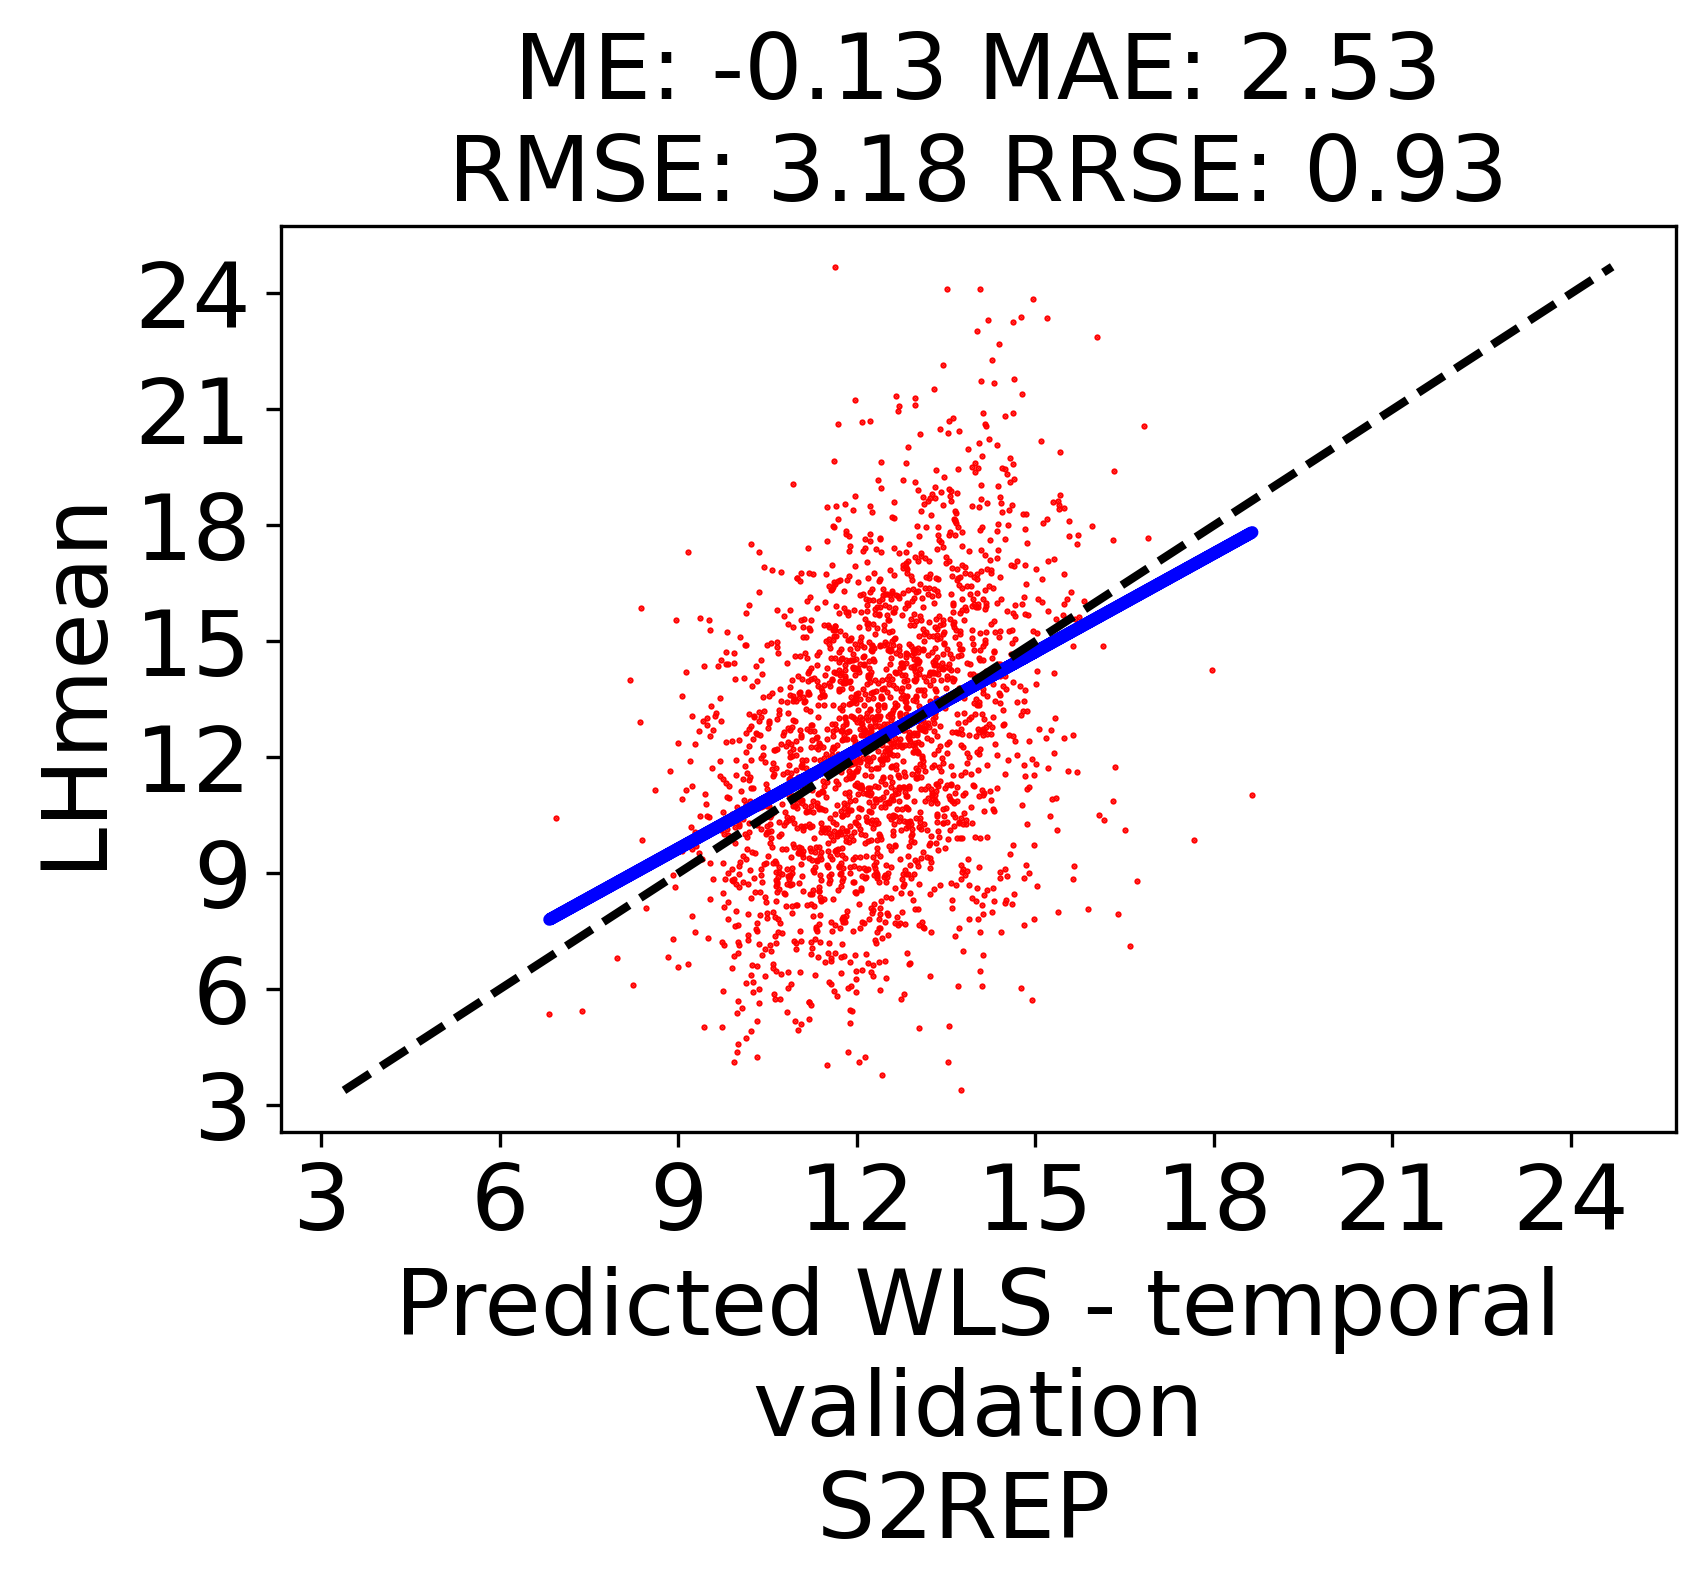 ME: -0.13 MAE: 2.53
RMSE: 3.18 RRSE: 0.93
LHmean
24
21
18
15
12
9
6
3
3 6 9 12 15 18 21 24
Predicted WLS - temporal
validation
S2REP